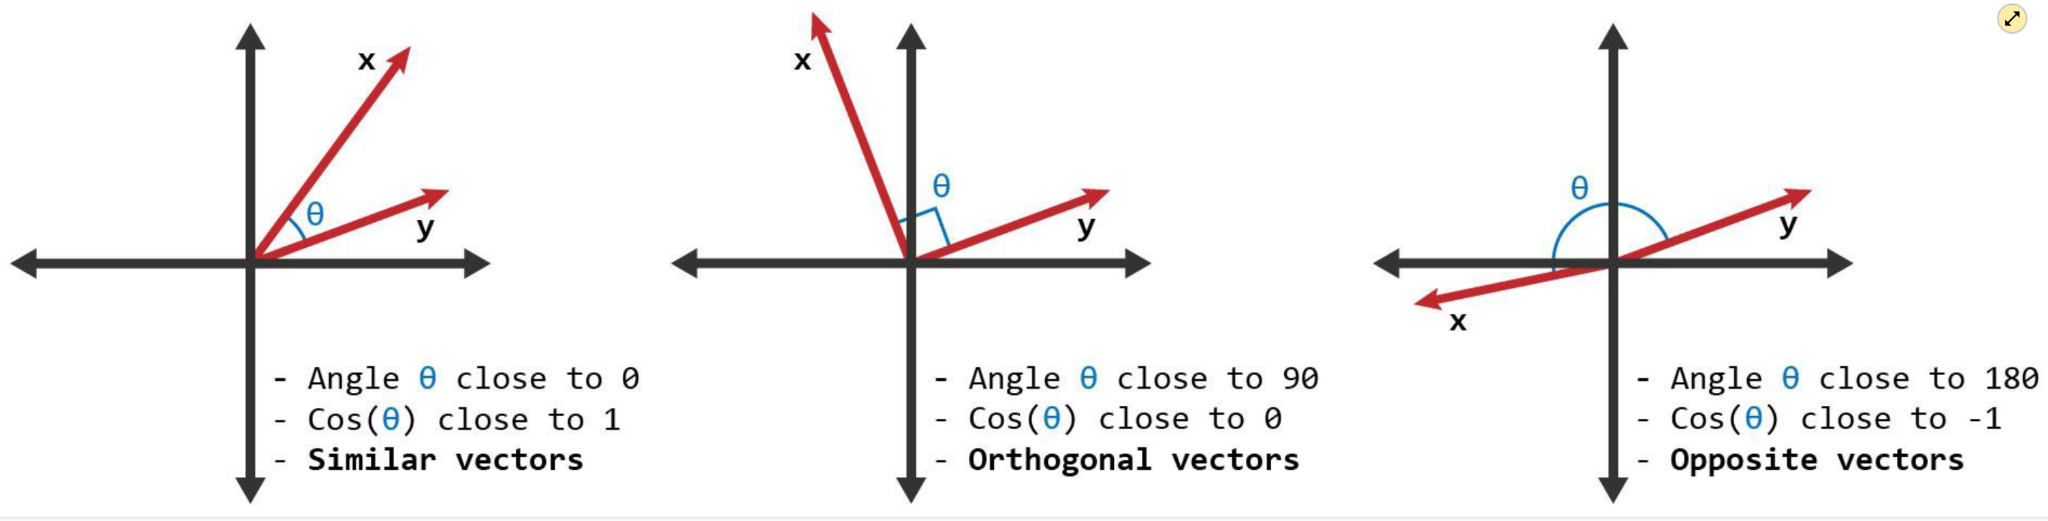 x
θ
y
- Angle θ close to 0
- Cos(θ) close to 1
- Similar vectors
x
θ
y
- Angle θ close to 90
- Cos(θ) close to 0
- Orthogonal vectors
θ
y
x
- Angle θ close to 180
- Cos(θ) close to -1
- Opposite vectors